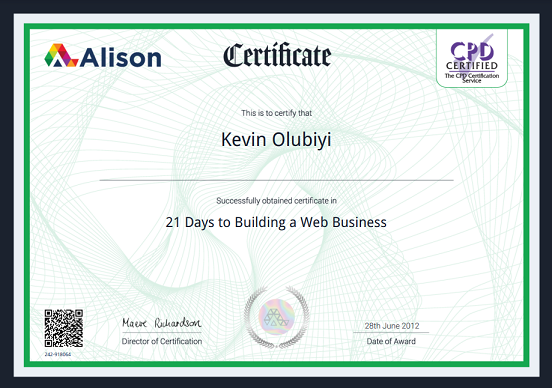 Alison
Certificate
CPD
CERTIFIED
The CPD Certification
Service
This is to certify that
Kevin Olubiyi
Successfully obtained certificate in
21 Days to Building a Web Business
Maeve Richardson
28th June 2012
Director of Certification
Date of Award
242-918064